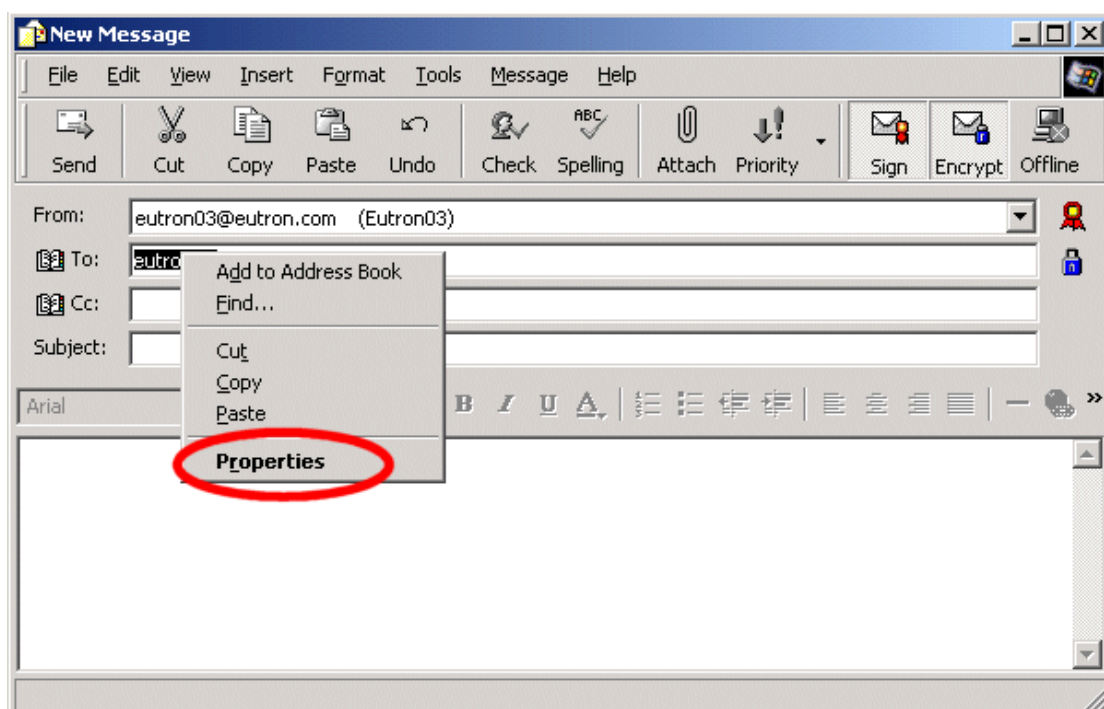 New Message
File Edit View Insert Format Tools Message Help
ABC
Send Cut Copy Paste Undo Check Spelling Attach Priority Sign Encrypt Offline
From: eutron03@eutron.com (Eutron03)
To:
Cc:
Subject:
Add to Address Book
Find...
Cut
Copy
Paste
Properties
Arial B I U A